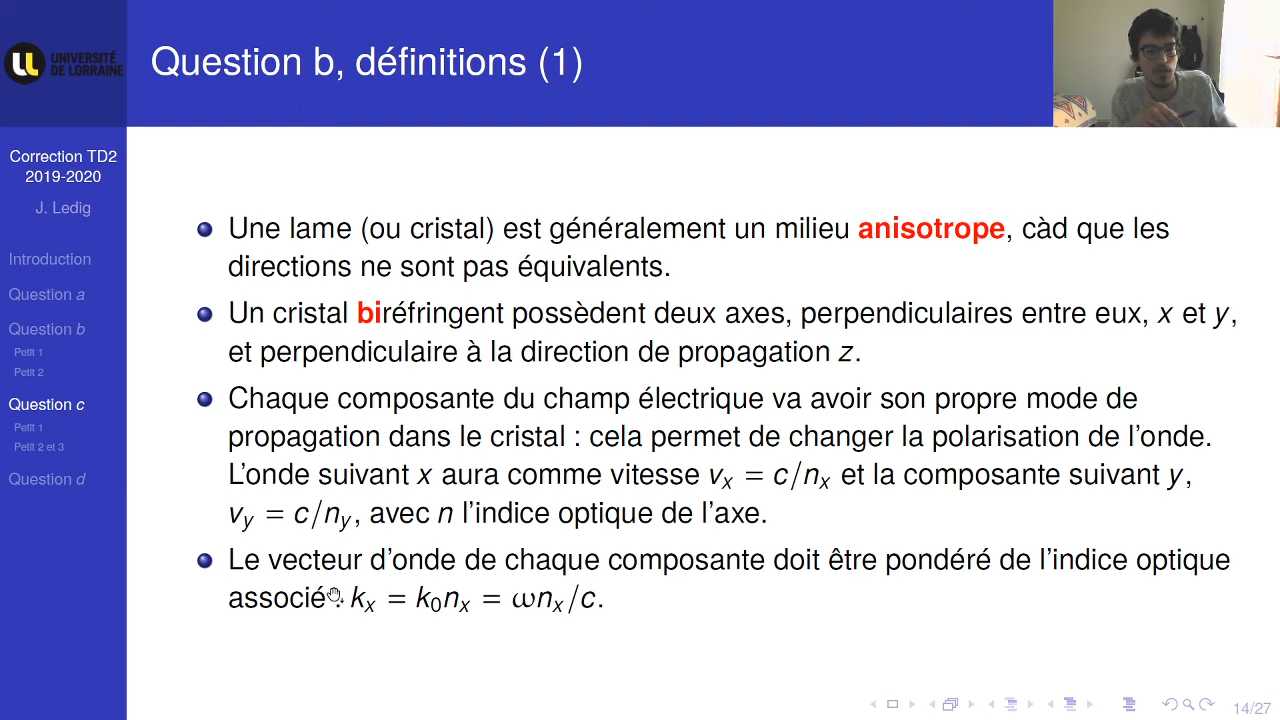 UNIVERSITÉ
DE LORRAINE
Question b, définitions (1)
Correction TD2
2019-2020
J. Ledig
Introduction
Question a
Question b
Petit 1
Petit 2
Question c
Petit 1
Petit 2 et 3
Question d
Une lame (ou cristal) est généralement un milieu anisotrope, càd que les
directions ne sont pas équivalents.
Un cristal biréfringent possèdent deux axes, perpendiculaires entre eux, x et y,
et perpendiculaire à la direction de propagation z.
Chaque composante du champ électrique va avoir son propre mode de
propagation dans le cristal : cela permet de changer la polarisation de l'onde.
L'onde suivant x aura comme vitesse vₓ = c/nₓ et la composante suivant y,
v_y = c/n_y, avec n l'indice optique de l'axe.
Le vecteur d'onde de chaque composante doit être pondéré de l'indice optique
associé : kₓ = k₀nₓ = ωnₓ/c.
14/27